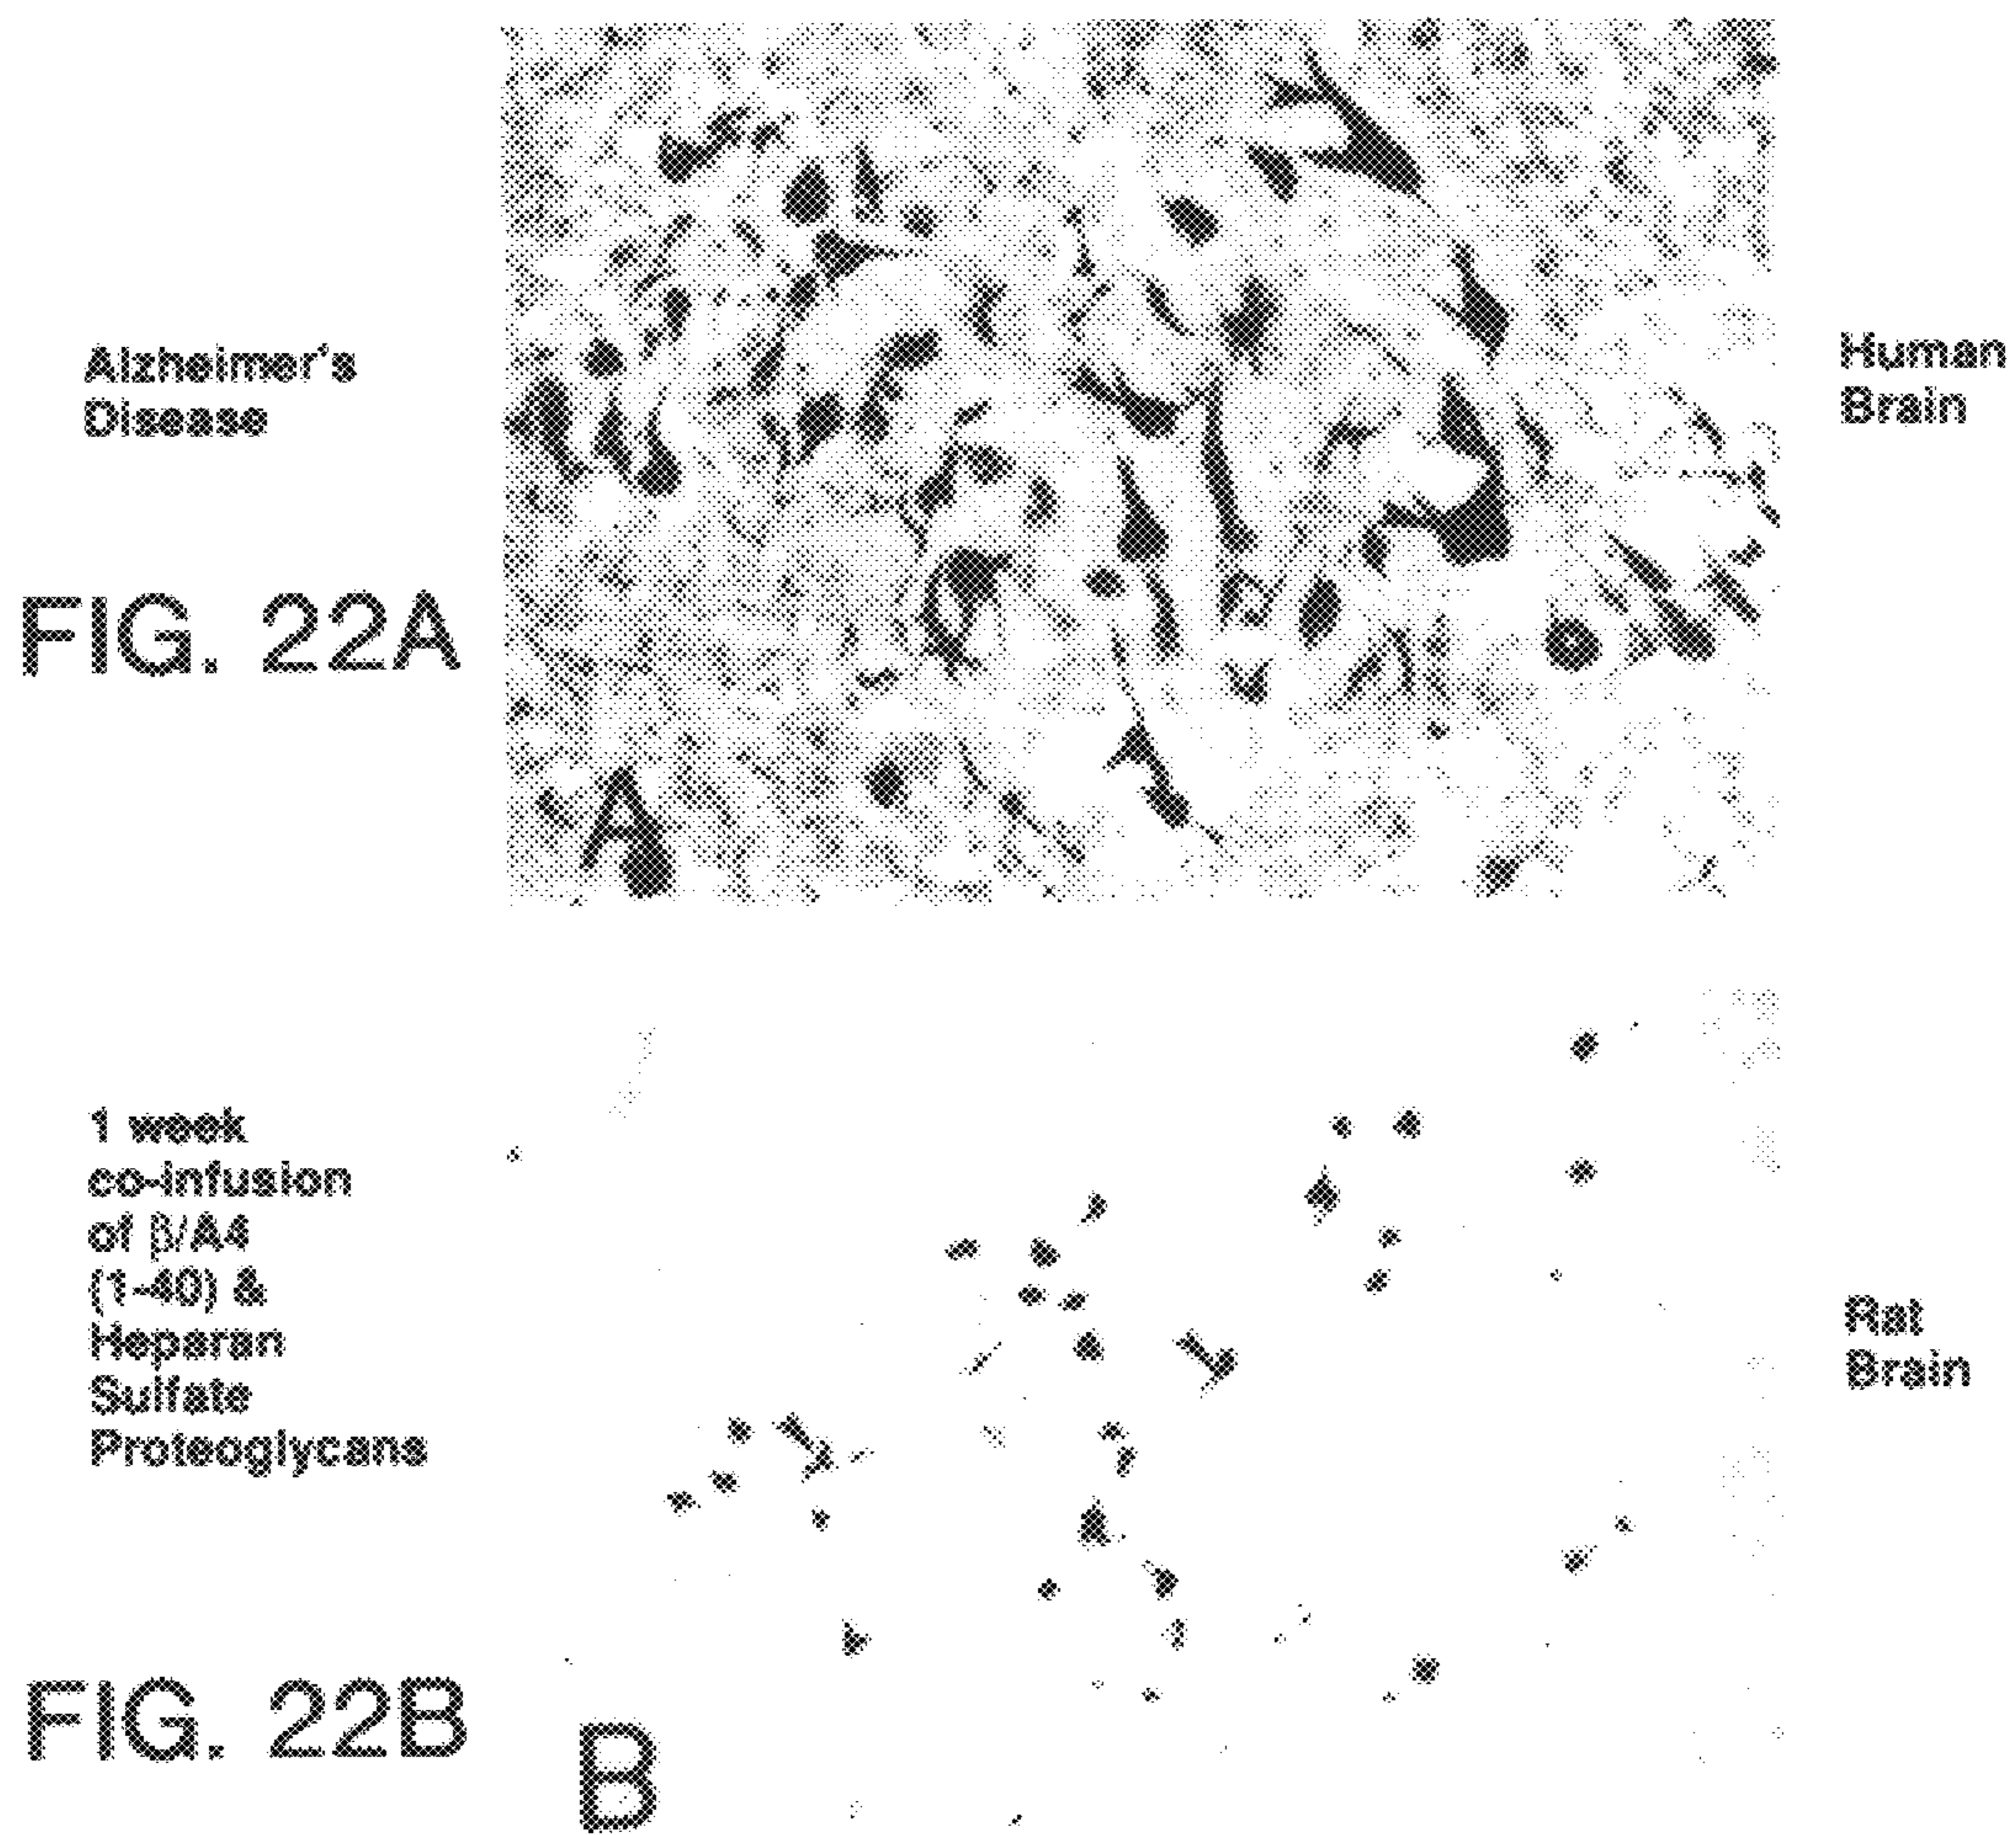 Alzheimer's
Disease
Human
Brain
FIG. 22A
A
1 week
co-infusion
of β/A4
(1-40) &
Heparan
Sulfate
Proteoglycans
Rat
Brain
FIG. 22B
B